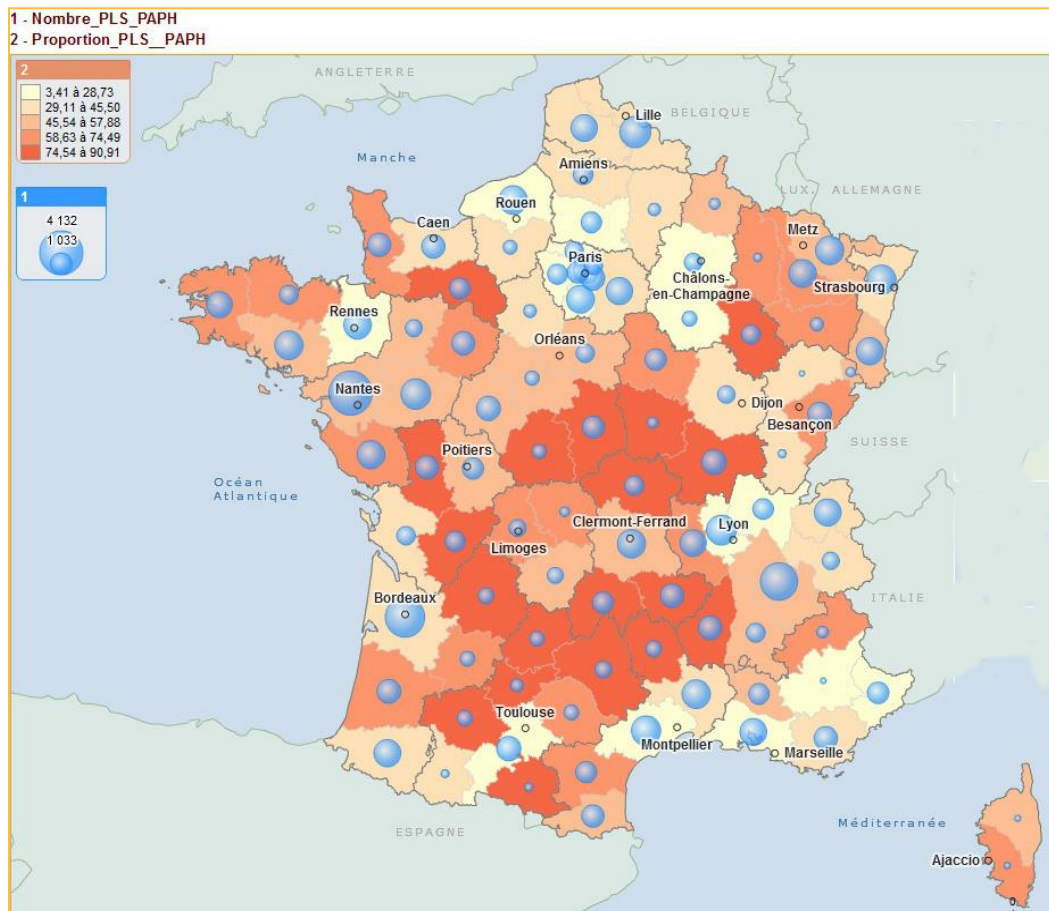 1 - Nombre_PLS_PAPH
2 - Proportion_PLS__PAPH
2
3,41 à 28,73
29,11 à 45,50
45,54 à 57,88
58,63 à 74,49
74,54 à 90,91
1
4 132
1 033
ANGLETERRE
BELGIQUE
LUX.
ALLEMAGNE
Manche
Lille
Amiens
Rouen
Caen
Metz
Paris
Châlons-
en-Champagne
Strasbourg
Rennes
Orléans
Nantes
Dijon
Besançon
SUISSE
Poitiers
Océan
Atlantique
Clermont-Ferrand
Lyon
Limoges
ITALIE
Bordeaux
Toulouse
Montpellier
Marseille
ESPAGNE
Méditerranée
Ajaccio
0